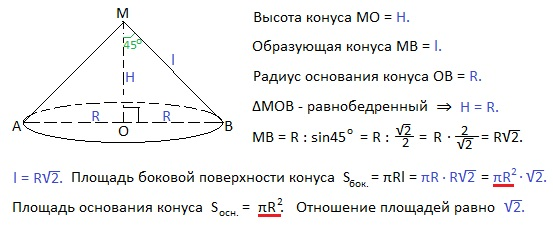 M
45°
l
H
R
R
A
O
B
Высота конуса MO = H.
Образующая конуса MB = l.
Радиус основания конуса OB = R.
ΔMOB - равнобедренный ⇒ H = R.
MB = R : sin45° = R : √2/2 = R · 2/√2 = R√2.
l = R√2. Площадь боковой поверхности конуса Sбок. = πRl = πR · R√2 = πR² · √2.
Площадь основания конуса Sосн. = πR². Отношение площадей равно √2.